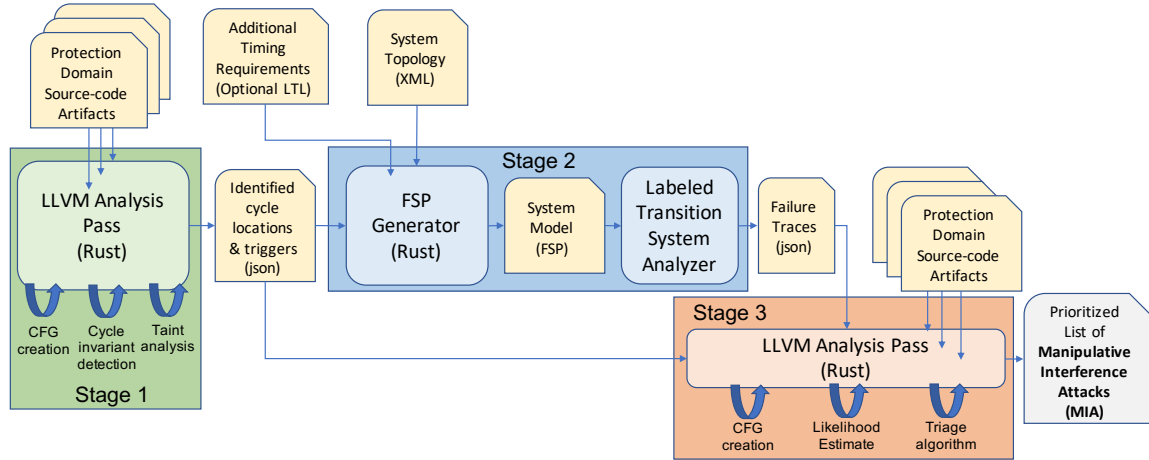 Protection
Domain
Source-code
Artifacts
Additional
Timing
Requirements
(Optional LTL)
System
Topology
(XML)
LLVM Analysis
Pass
(Rust)
CFG
creation
Cycle
invariant
detection
Taint
analysis
Stage 1
Identified
cycle
locations
& triggers
(json)
Stage 2
FSP
Generator
(Rust)
System
Model
(FSP)
Labeled
Transition
System
Analyzer
Failure
Traces
(json)
Protection
Domain
Source-code
Artifacts
Stage 3
LLVM Analysis Pass
(Rust)
CFG
creation
Likelihood
Estimate
Triage
algorithm
Prioritized
List of
Manipulative
Interference
Attacks
(MIA)